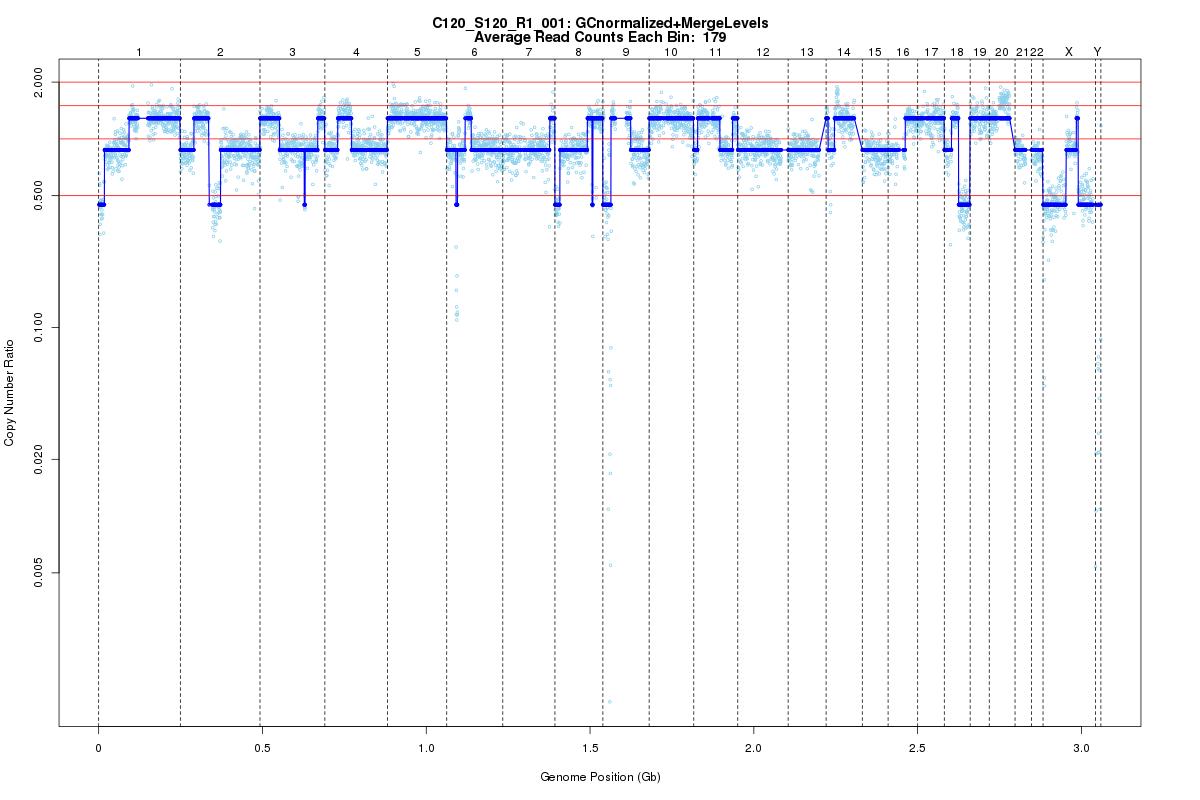 C120_S120_R1_001: GCnormalized+MergeLevels
Average Read Counts Each Bin: 179
1 2 3 4 5 6 7 8 9 10 11 12 13 14 15 16 17 18 19 20 21 22 X Y
2.000
0.500
0.100
0.020
0.005
Copy Number Ratio
0 0.5 1.0 1.5 2.0 2.5 3.0
Genome Position (Gb)